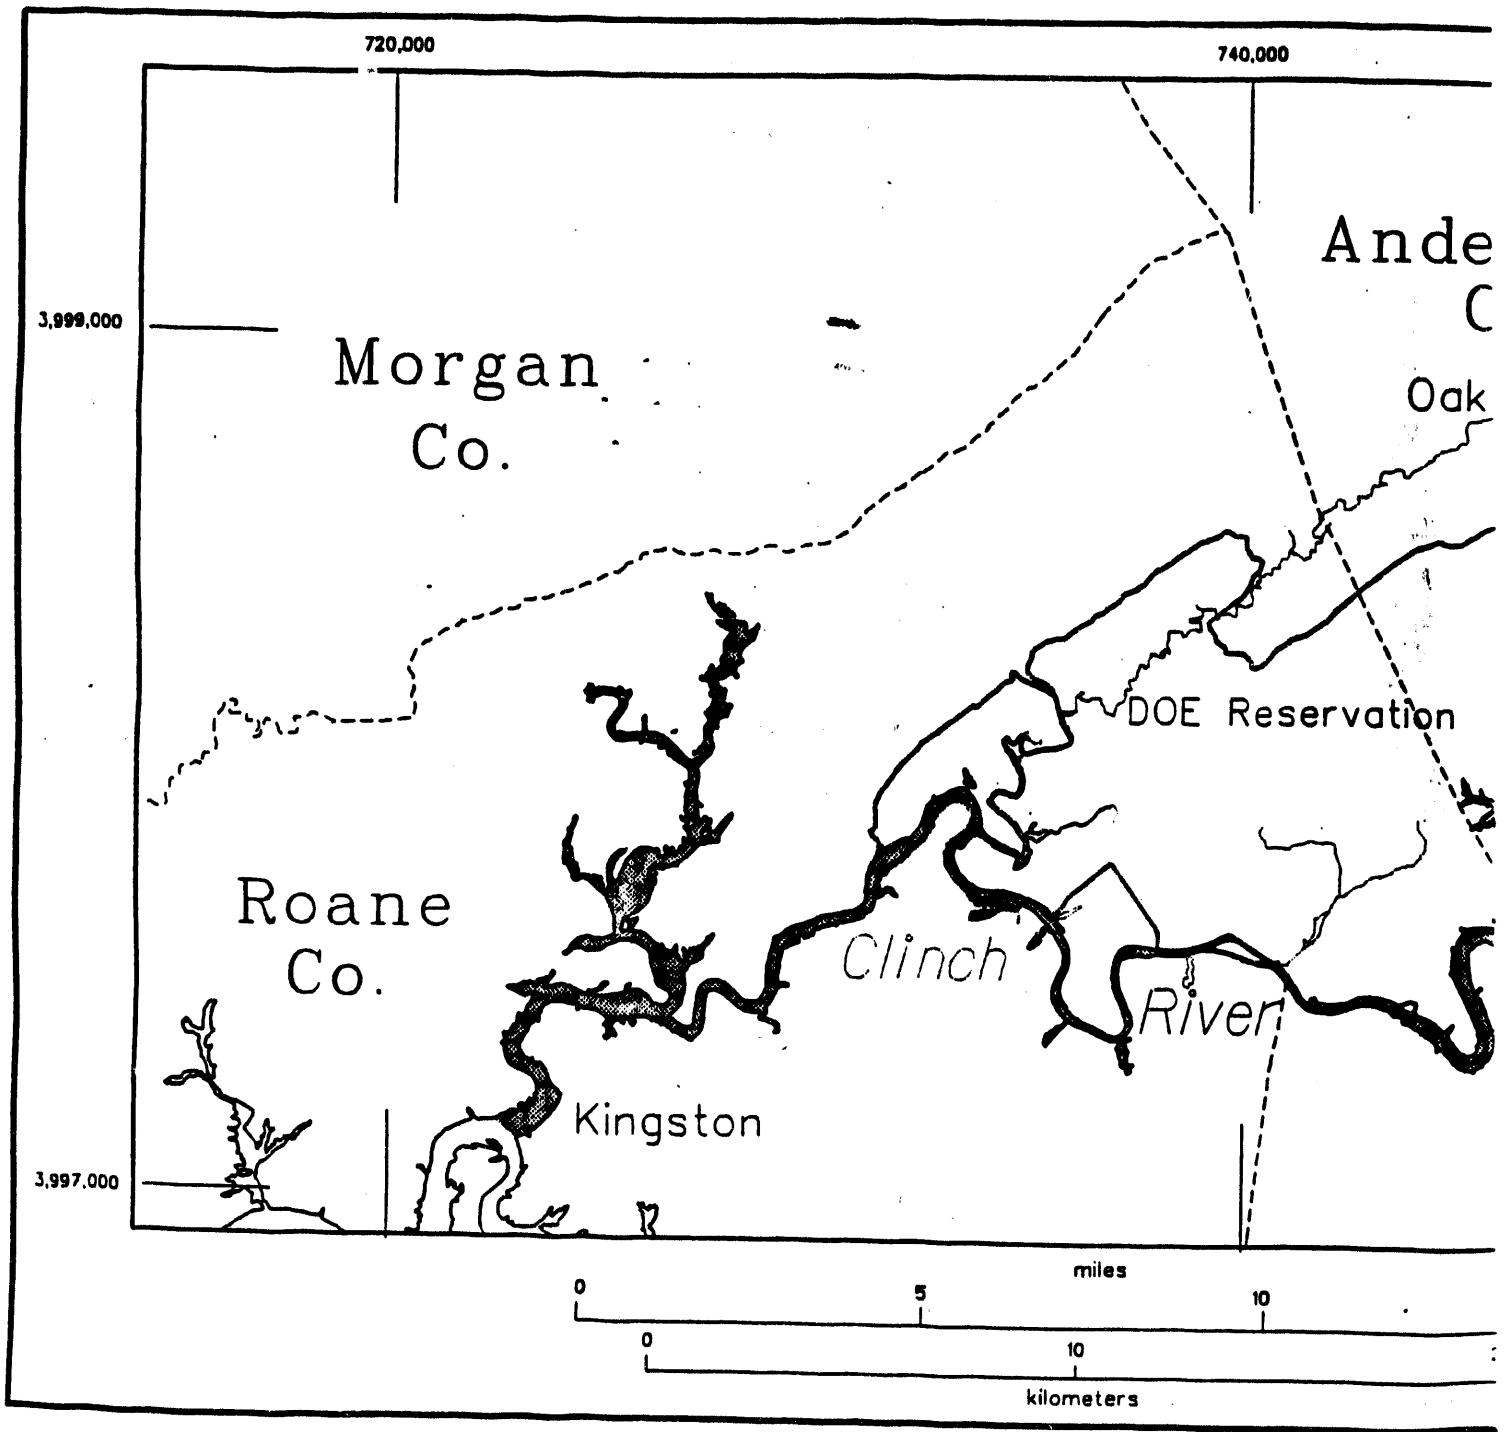 720,000
740,000
Ande
C
3,999,000
Morgan
Co.
Oak
DOE Reservation
Roane
Co.
Clinch
River
Kingston
3,997,000
miles
0 5 10
0 10
kilometers